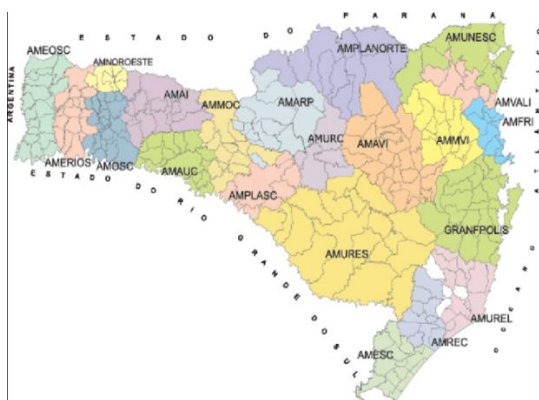 ESTADO DO PARANÁ
AMEOSC
AMNOROESTE
AMPLANORTE
AMUNESC
ARGENTINA
AMAI
AMMOC
AMARP
AMVALI
AMFRI
AMURC
AMAVI
AMMVI
AMERIOS
AMOSC
AMAUC
AMPLASC
ESTADO DO RIO GRANDE DO SUL
GRANFPOLIS
AMURES
AMUREL
AMREC
AMESC
OCEANO ATLANTICO